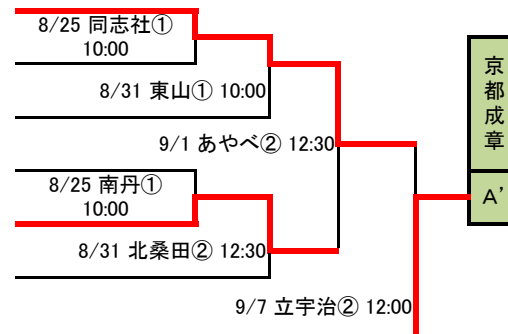 8/25 同志社①
10:00
8/31 東山① 10:00
9/1 あやべ② 12:30
8/25 南丹①
10:00
8/31 北桑田② 12:30
9/7 立宇治② 12:00
京都成章
A'